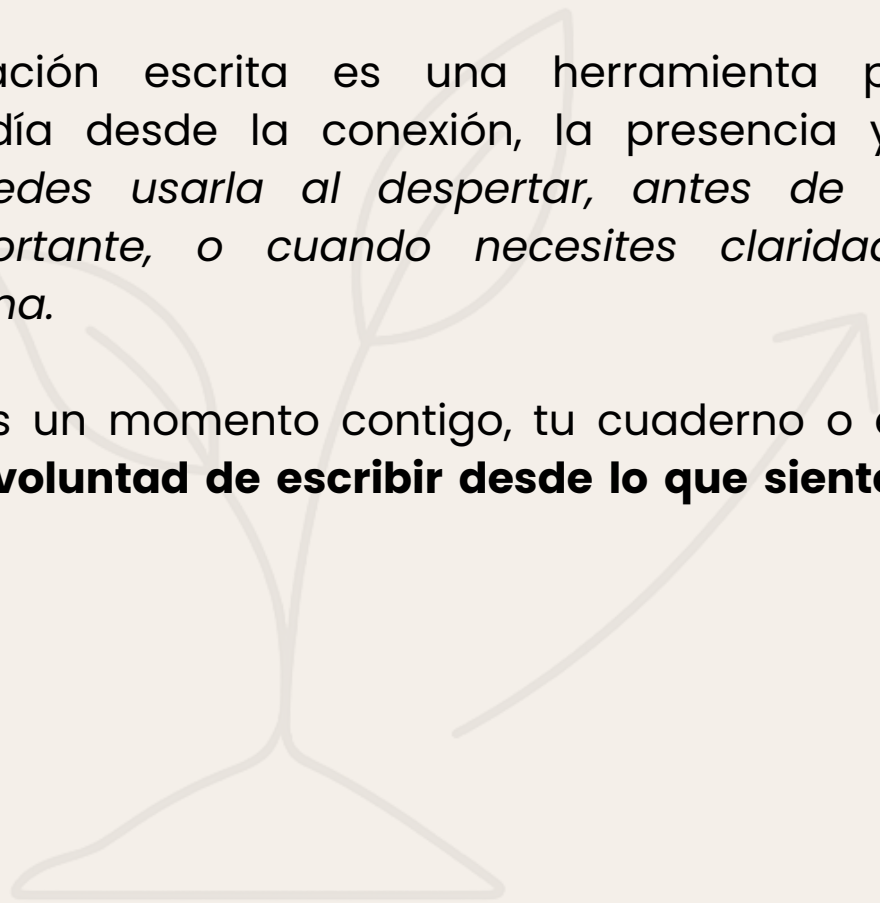 ación escrita es una herramienta p
día desde la conexión, la presencia y
edes usarla al despertar, antes de
ortante, o cuando necesites claridad
na.
s un momento contigo, tu cuaderno o
voluntad de escribir desde lo que siente